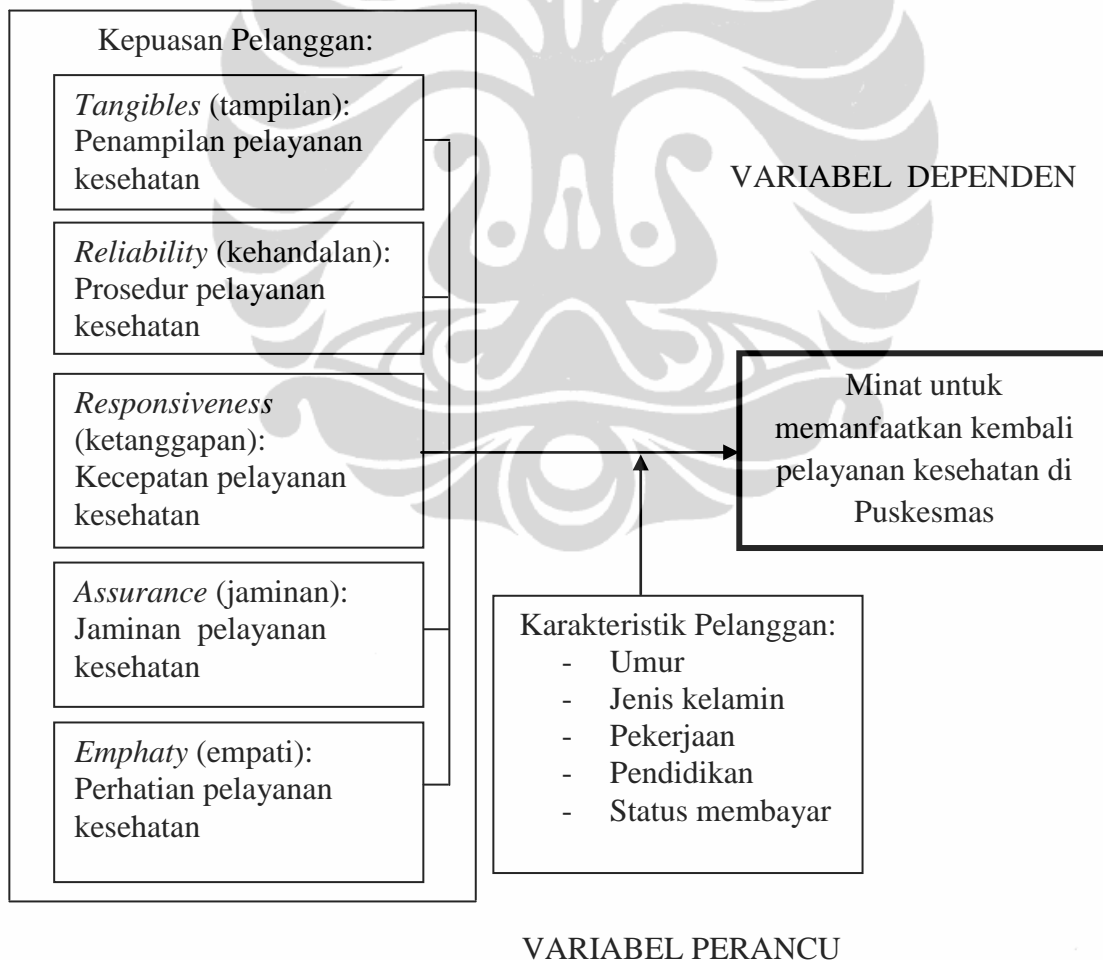 Kepuasan Pelanggan:
Tangibles (tampilan):
Penampilan pelayanan
kesehatan
Reliability (kehandalan):
Prosedur pelayanan
kesehatan
Responsiveness
(ketanggapan):
Kecepatan pelayanan
kesehatan
Assurance (jaminan):
Jaminan pelayanan
kesehatan
Emphaty (empati):
Perhatian pelayanan
kesehatan
VARIABEL DEPENDEN
Minat untuk
memanfaatkan kembali
pelayanan kesehatan di
Puskesmas
Karakteristik Pelanggan:
- Umur
- Jenis kelamin
- Pekerjaan
- Pendidikan
- Status membayar
VARIABEL PERANCU